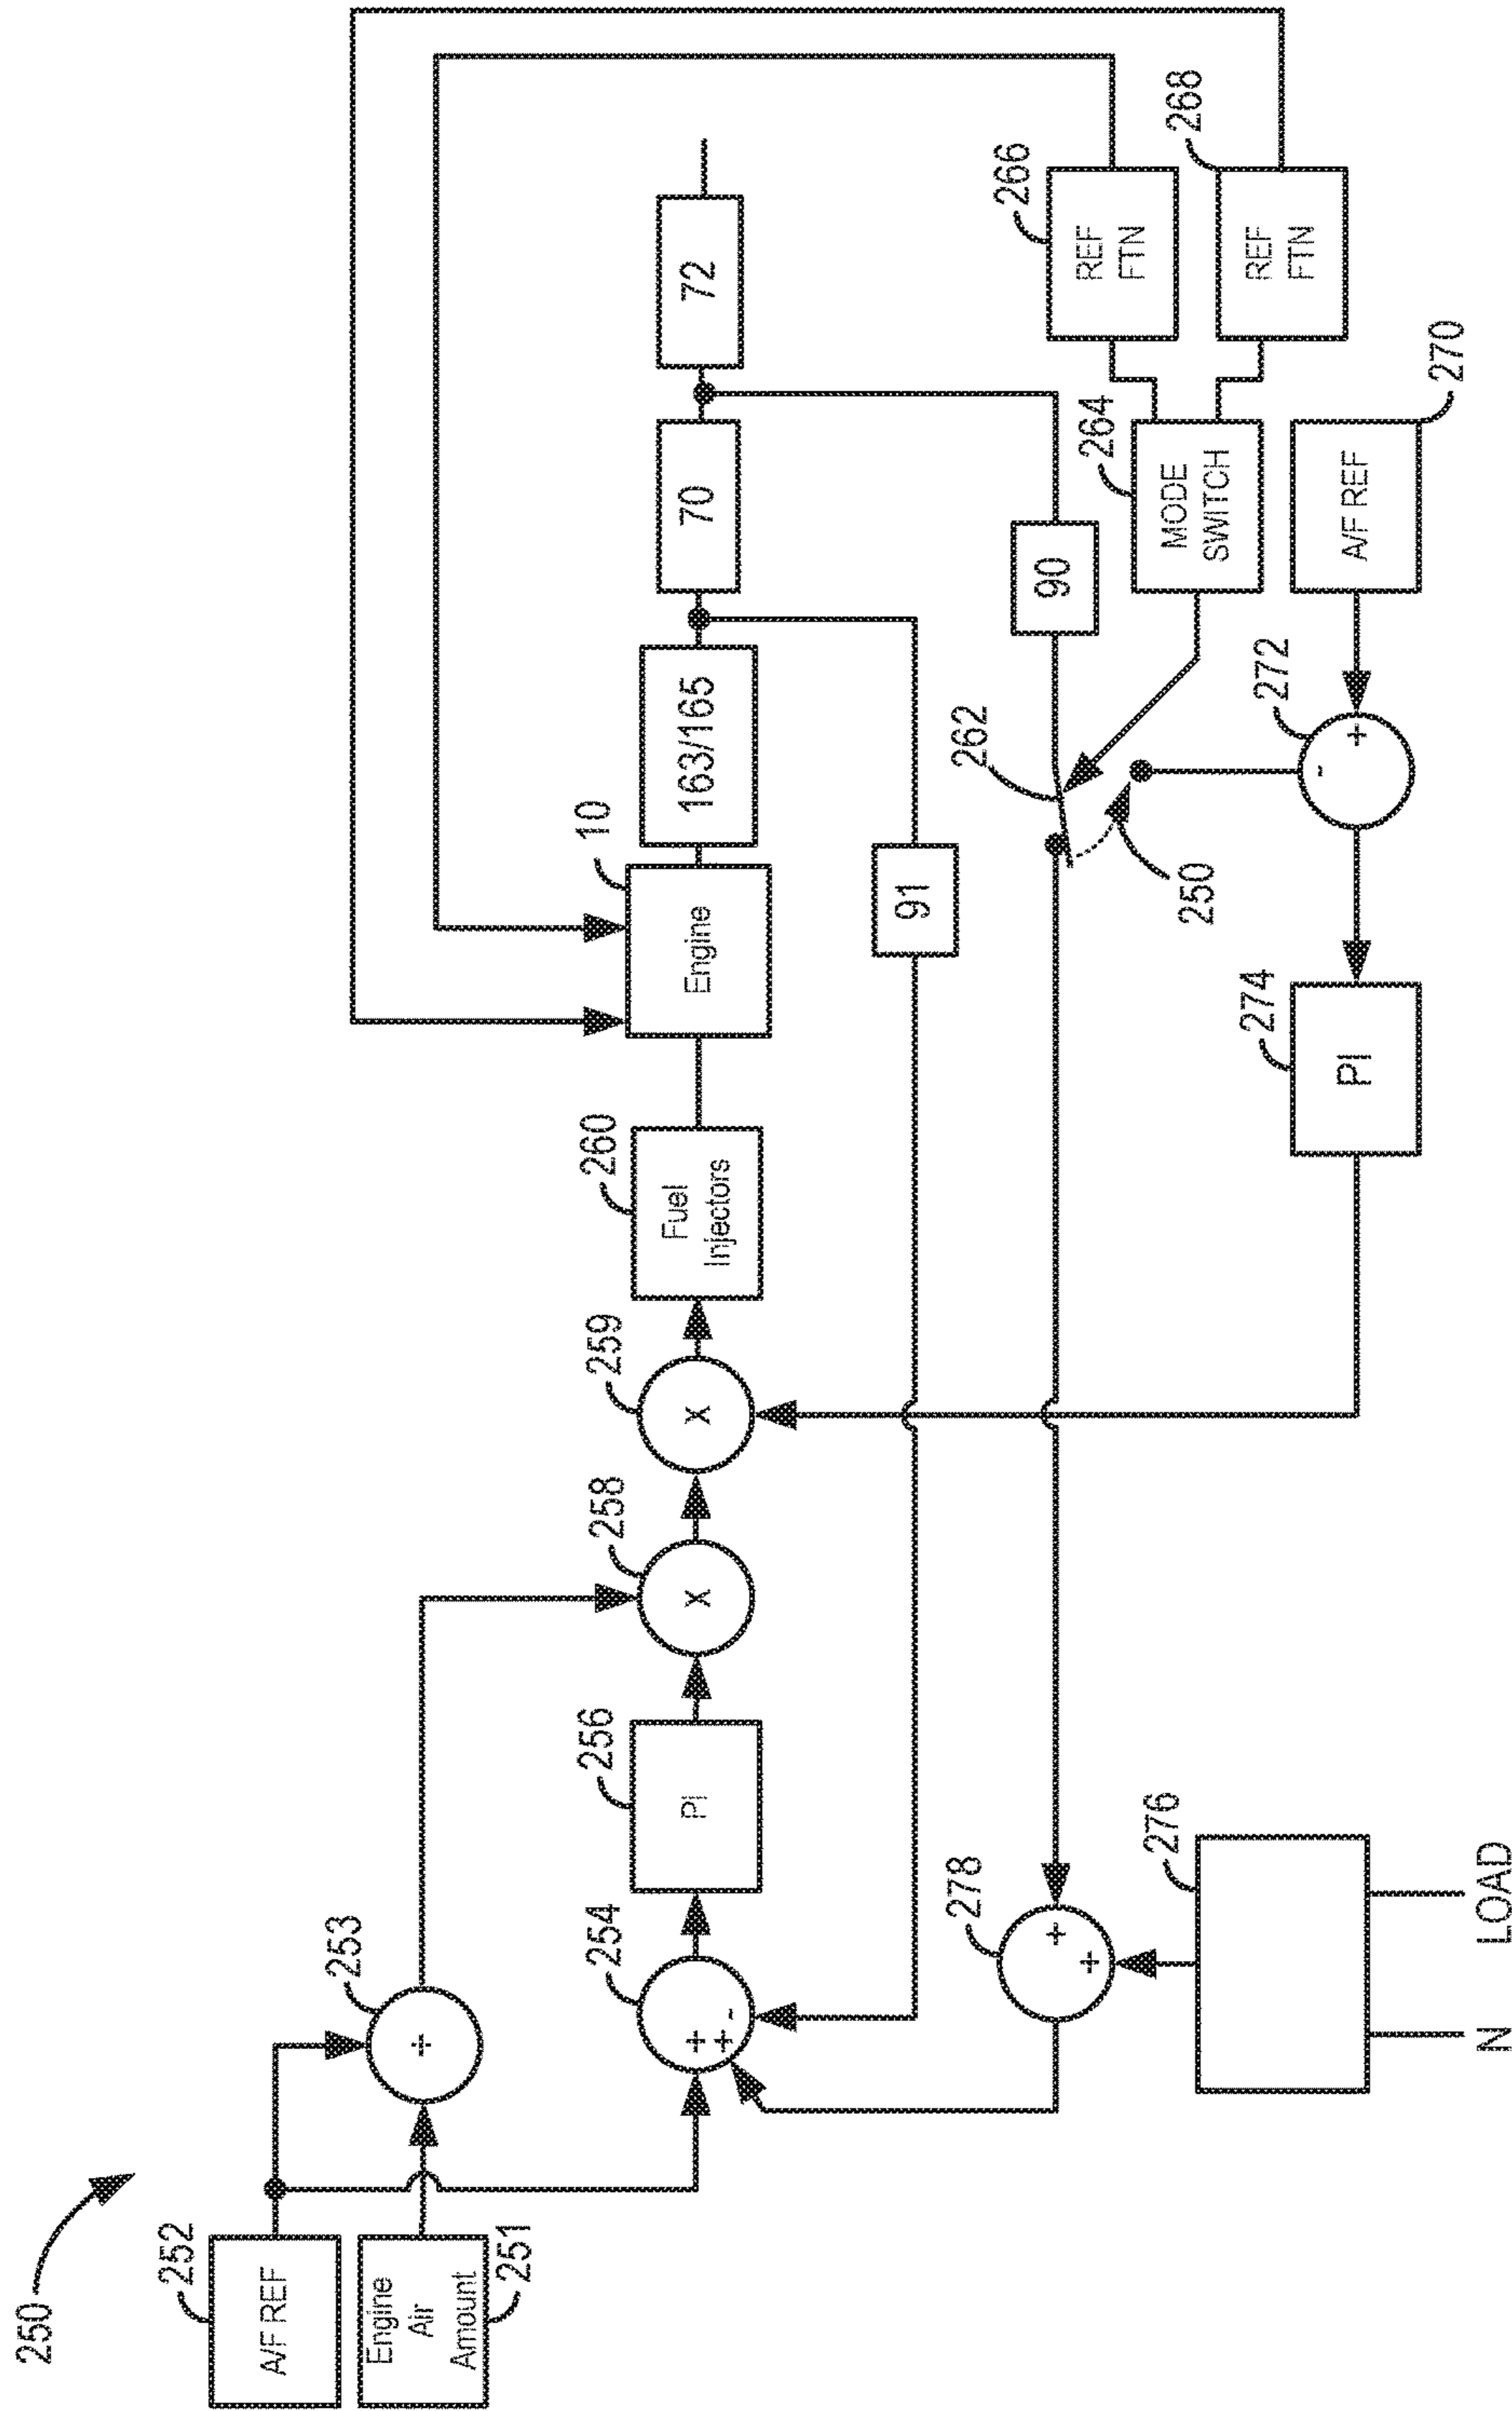 250
252
A/F REF
Engine
Air
Amount
251
253
÷
254
+
+
-
256
PI
258
X
259
X
260
Fuel
Injectors
10
Engine
163/165
70
72
91
90
262
250
264
MODE
SWITCH
266
REF
FTN
268
REF
FTN
270
A/F REF
272
+
-
274
PI
278
+
+
276
N
LOAD